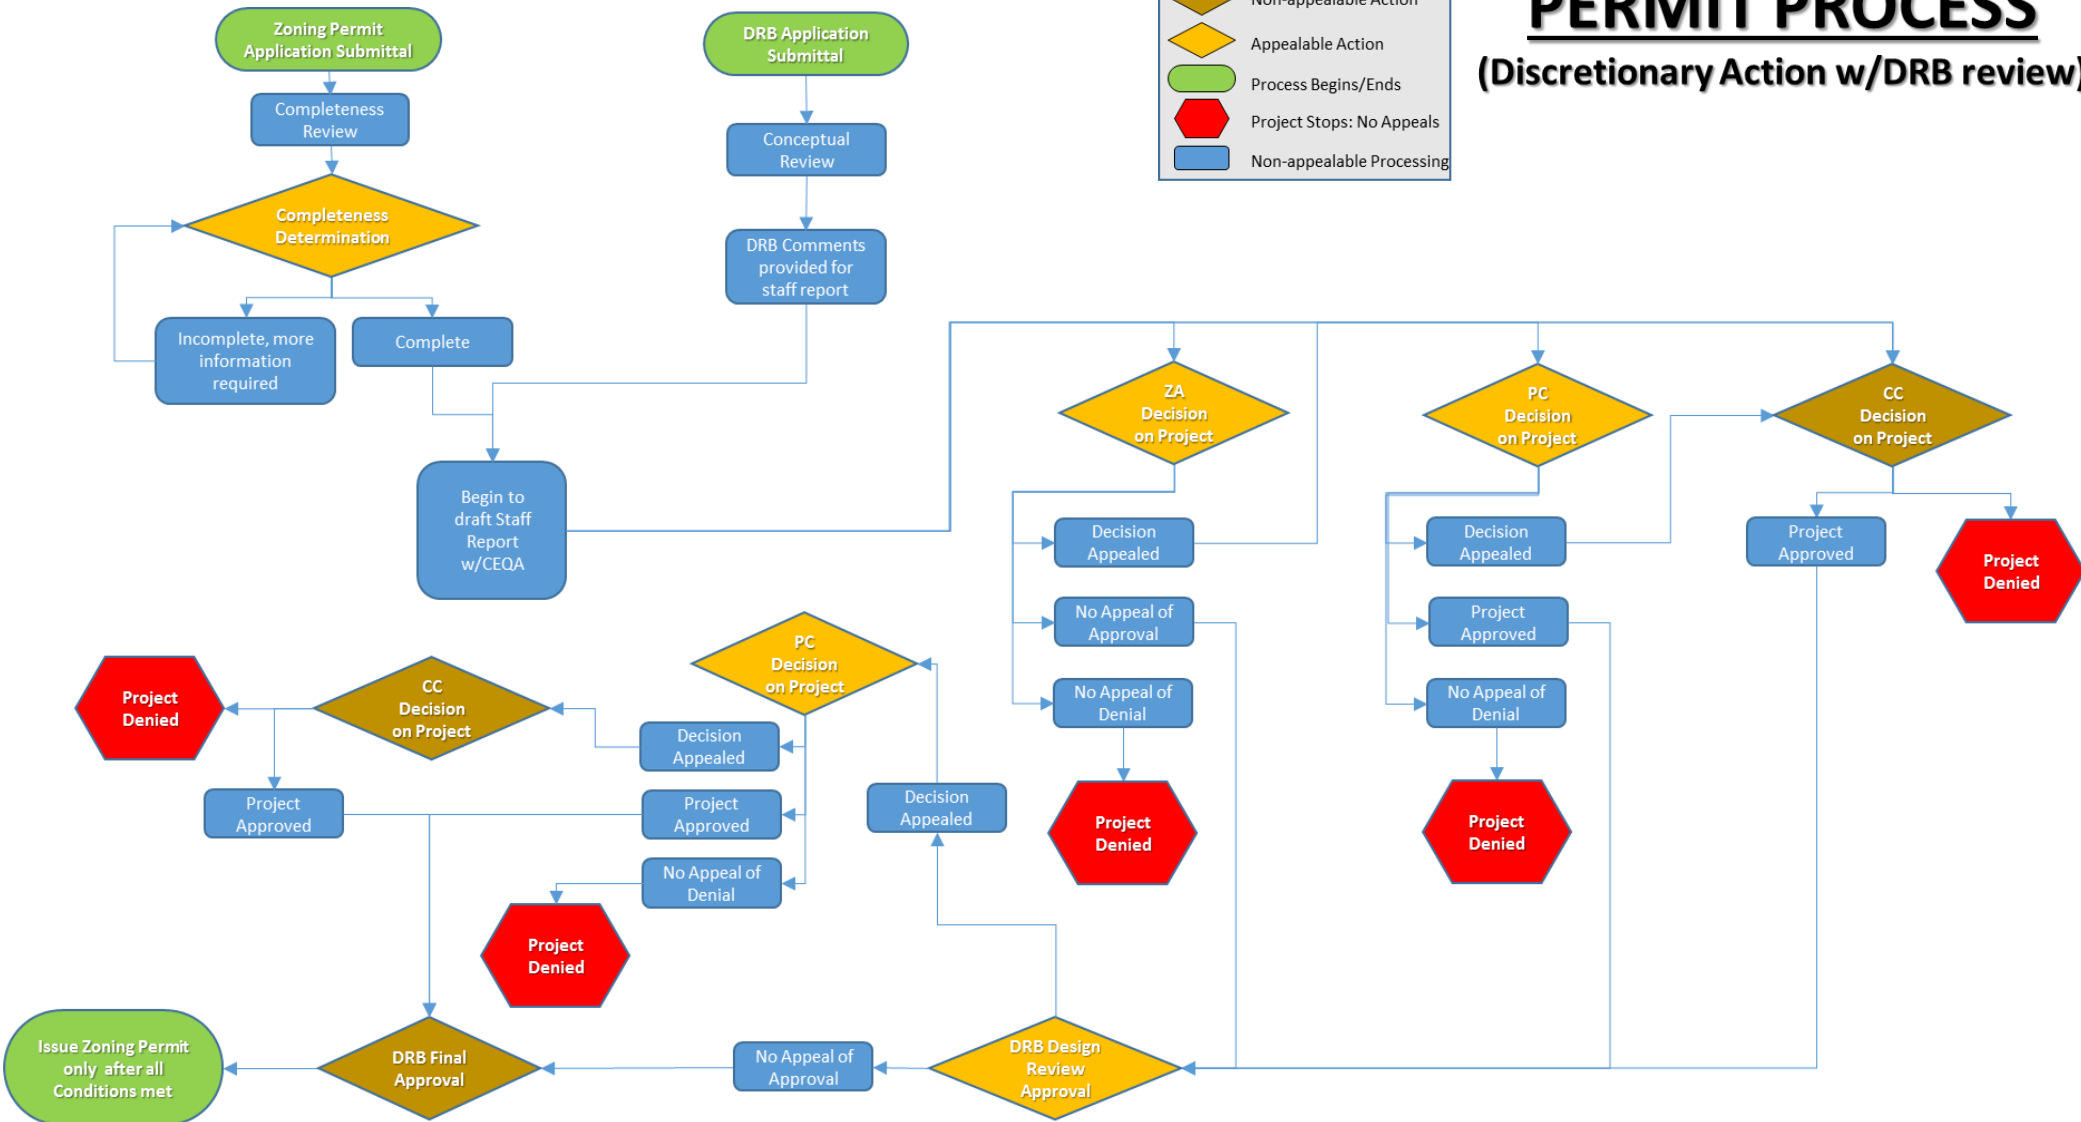 PERMIT PROCESS
(Discretionary Action w/DRB review)
Non-appealable Action
Appealable Action
Process Begins/Ends
Project Stops: No Appeals
Non-appealable Processing
Zoning Permit
Application Submittal
DRB Application
Submittal
Completeness
Review
Conceptual
Review
Completeness
Determination
DRB Comments
provided for
staff report
Incomplete, more
information
required
Complete
Begin to
draft Staff
Report
w/CEQA
ZA
Decision
on Project
PC
Decision
on Project
CC
Decision
on Project
Decision
Appealed
Decision
Appealed
Project
Approved
Project
Denied
No Appeal of
Approval
Project
Approved
No Appeal of
Denial
No Appeal of
Denial
Project
Denied
Project
Denied
PC
Decision
on Project
CC
Decision
on Project
Project
Denied
Decision
Appealed
Project
Approved
Project
Approved
Decision
Appealed
No Appeal of
Denial
Project
Denied
Issue Zoning Permit
only after all
Conditions met
DRB Final
Approval
No Appeal of
Approval
DRB Design
Review
Approval